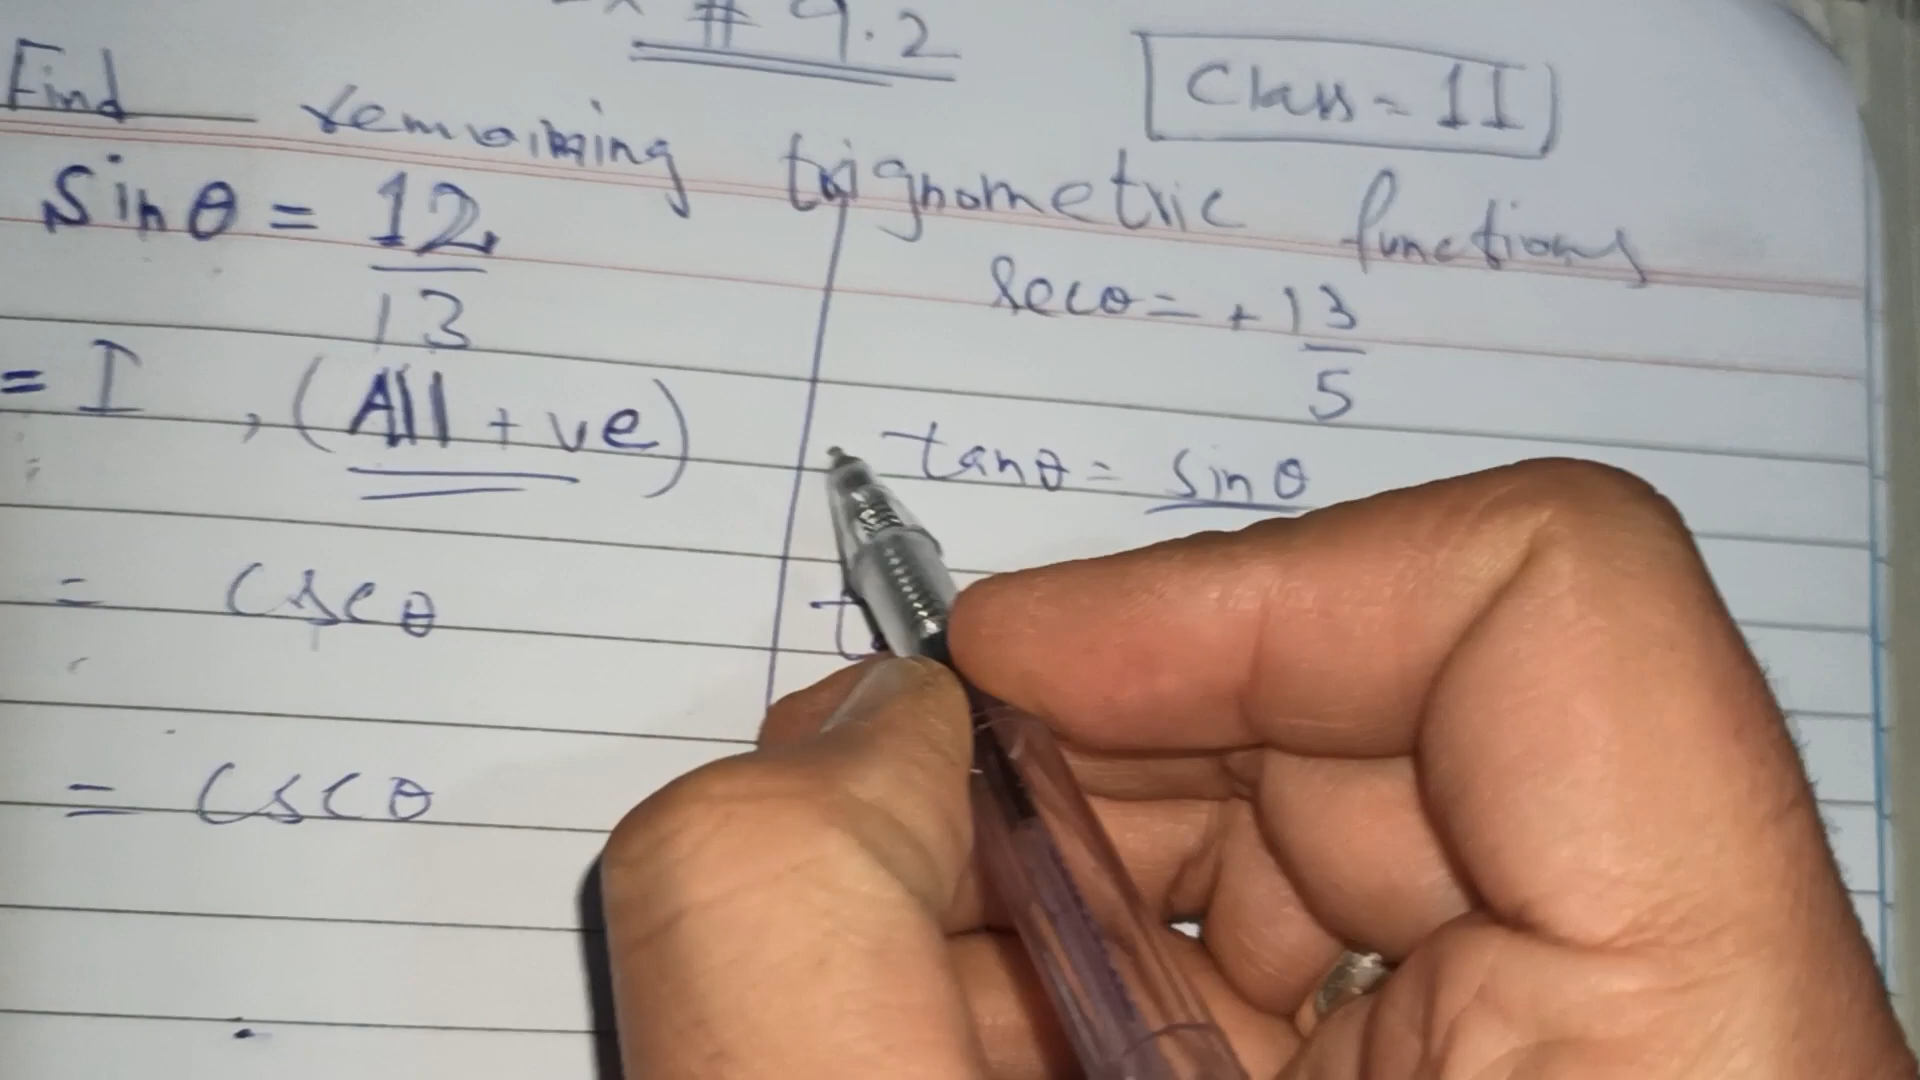 # 9.2
Class = 11
Find remaining trignometric functions
Sinθ = 12
13
= I , (All + ve)
= Cscθ
= Cscθ
Secθ = + 13
5
tanθ = Sinθ
t